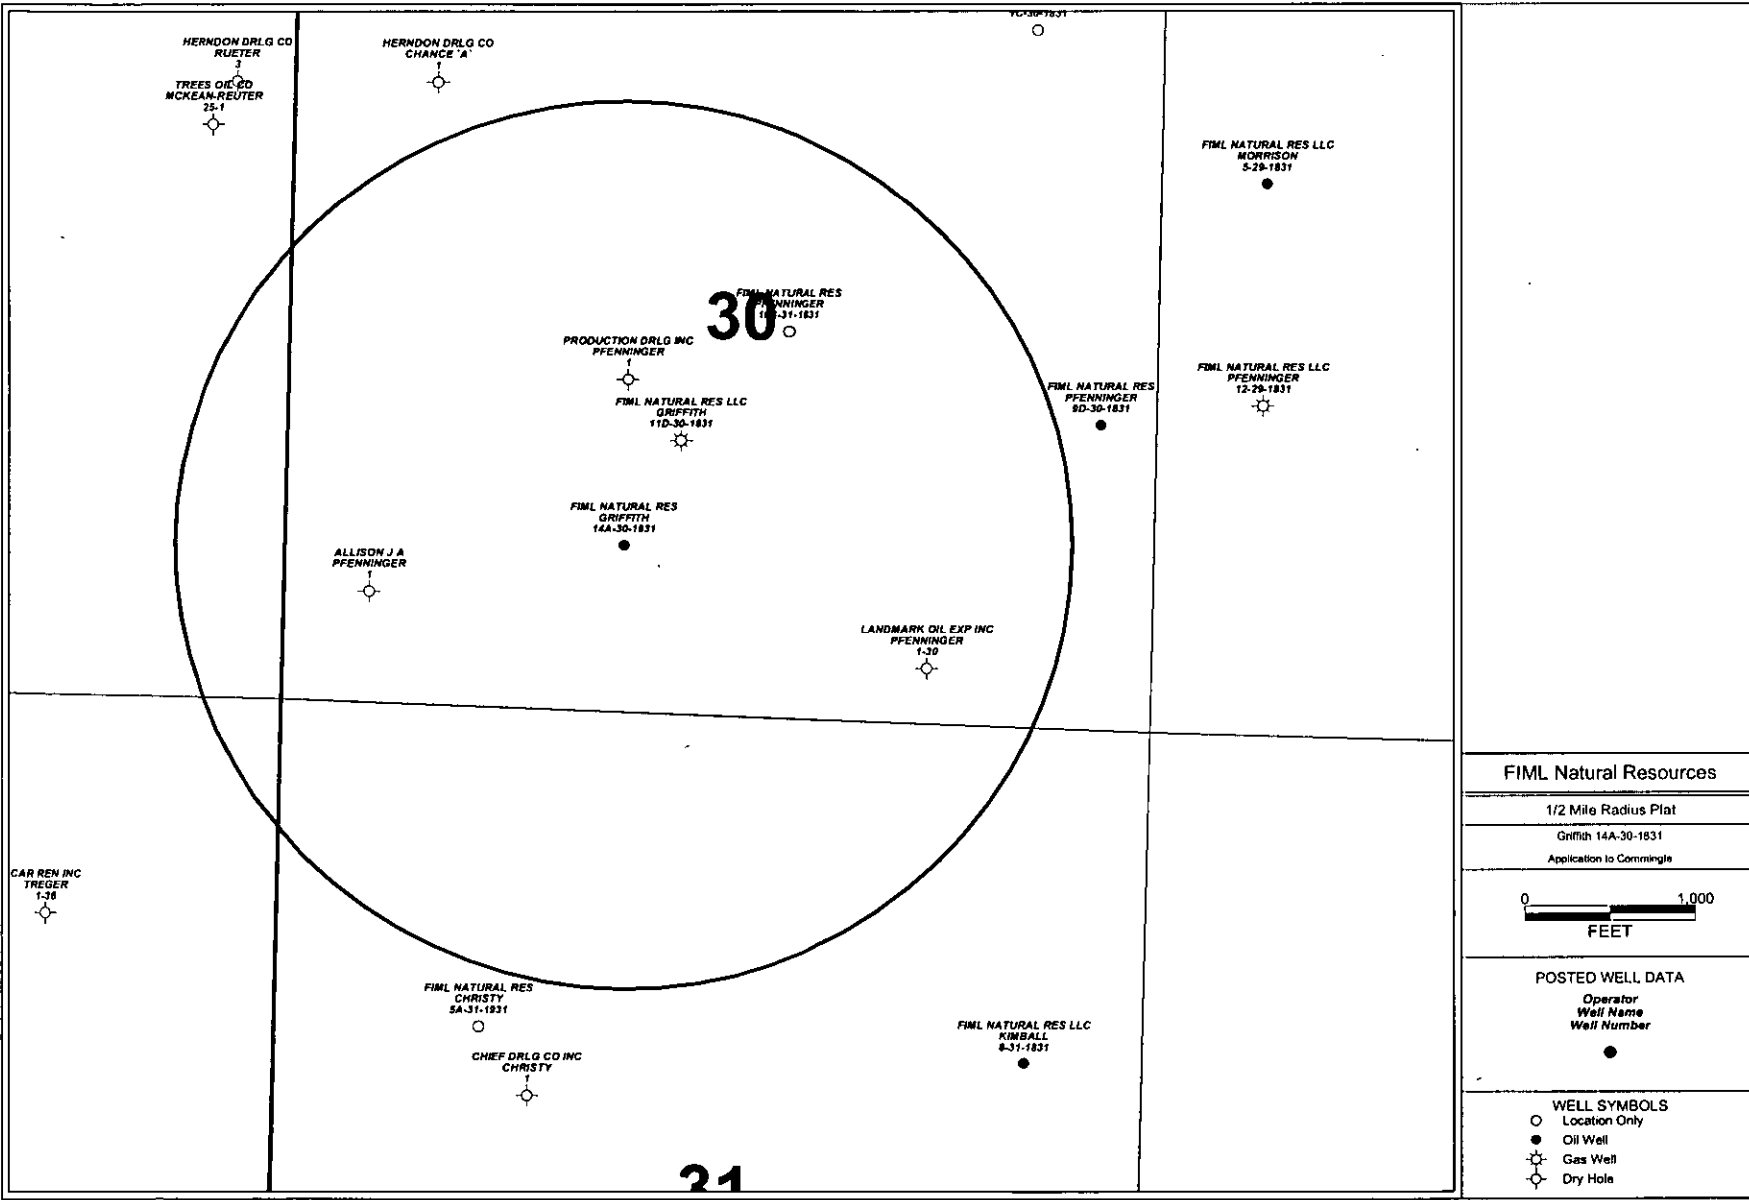 HERNDON DRLG CO
RUETER
3
TREES OIL CO
MCKEAN-REUTER
25-1
HERNDON DRLG CO
CHANCE 'A'
1
FIML NATURAL RES LLC
MORRISON
5-29-1831
30
FIML NATURAL RES
PFENNINGER
PRODUCTION DRLG INC
PFENNINGER
1
FIML NATURAL RES LLC
GRIFFITH
11D-30-1831
FIML NATURAL RES
PFENNINGER
9D-30-1831
FIML NATURAL RES LLC
PFENNINGER
12-29-1831
FIML NATURAL RES
GRIFFITH
14A-30-1831
ALLISON J A
PFENNINGER
1
LANDMARK OIL EXP INC
PFENNINGER
1-30
CAR REN INC
TREGER
1-36
FIML NATURAL RES
CHRISTY
5A-31-1931
CHIEF DRLG CO INC
CHRISTY
1
FIML NATURAL RES LLC
KIMBALL
8-31-1831
31
FIML Natural Resources
1/2 Mile Radius Plat
Griffith 14A-30-1831
Application to Commingle
0 1,000
FEET
POSTED WELL DATA
Operator
Well Name
Well Number
WELL SYMBOLS
Location Only
Oil Well
Gas Well
Dry Hole